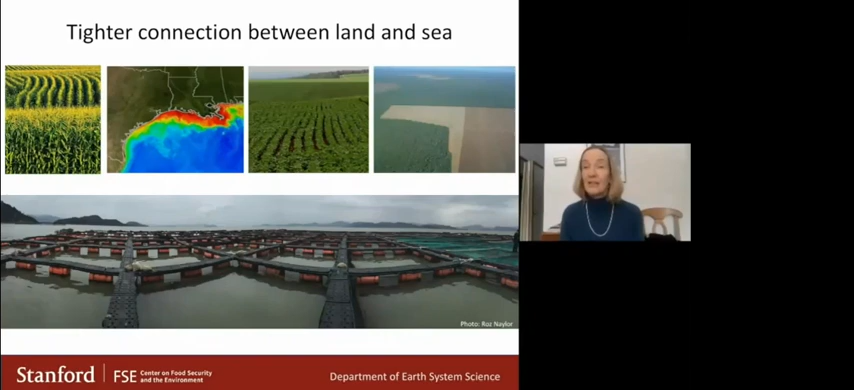 Tighter connection between land and sea
Photo: Roz Naylor
Stanford
FSE
Center on Food Security
and the Environment
Department of Earth System Science